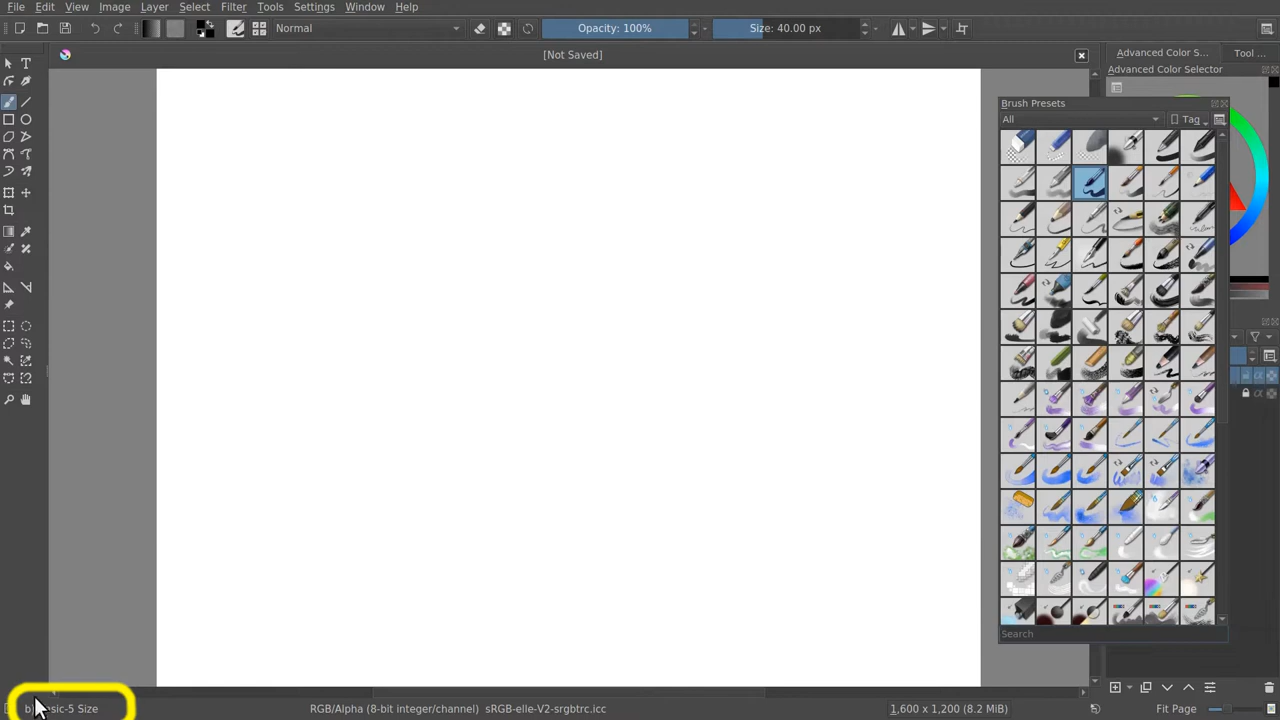 File Edit View Image Layer Select Filter Tools Settings Window Help
Normal Opacity: 100% Size: 40.00 px
[Not Saved]
Advanced Color S... Tool ...
Advanced Color Selector
Brush Presets
All Tag
Search
Size
RGB/Alpha (8-bit integer/channel) sRGB-elle-V2-srgbtrc.icc
1,600 x 1,200 (8.2 MiB)
Fit Page